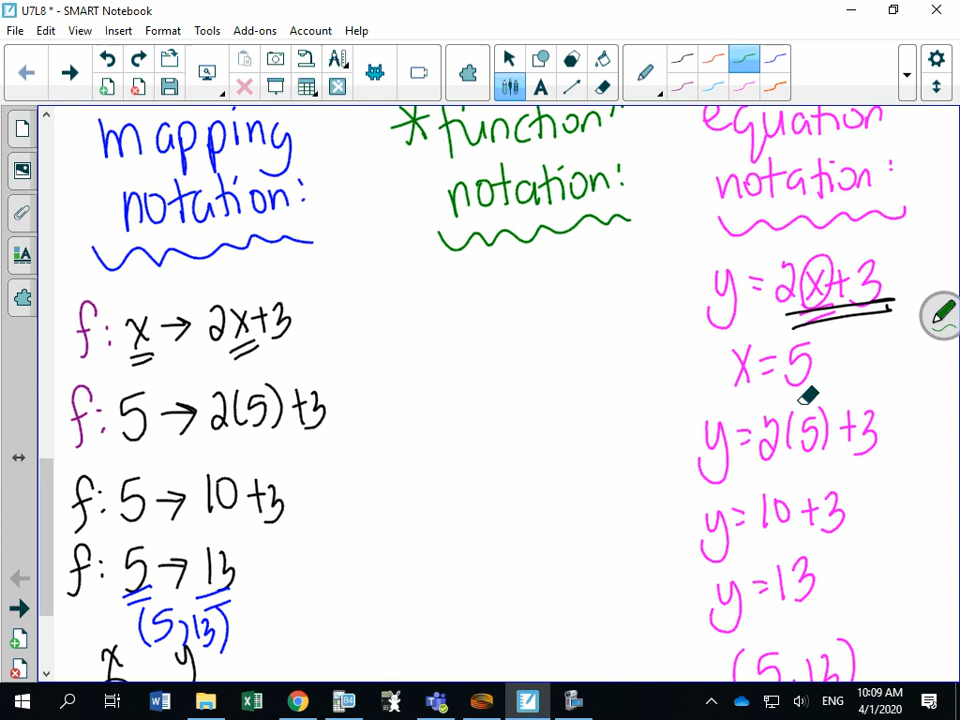 U7L8 * - SMART Notebook
File Edit View Insert Format Tools Add-ons Account Help
mapping
notation:
f: x → 2x+3
f: 5 → 2(5)+3
f: 5 → 10+3
f: 5 → 13
(5,13)
x y
*function*
notation:
equation
notation:
y = 2x+3
x = 5
y = 2(5)+3
y = 10+3
y = 13
(5,13)
ENG
10:09 AM
4/1/2020